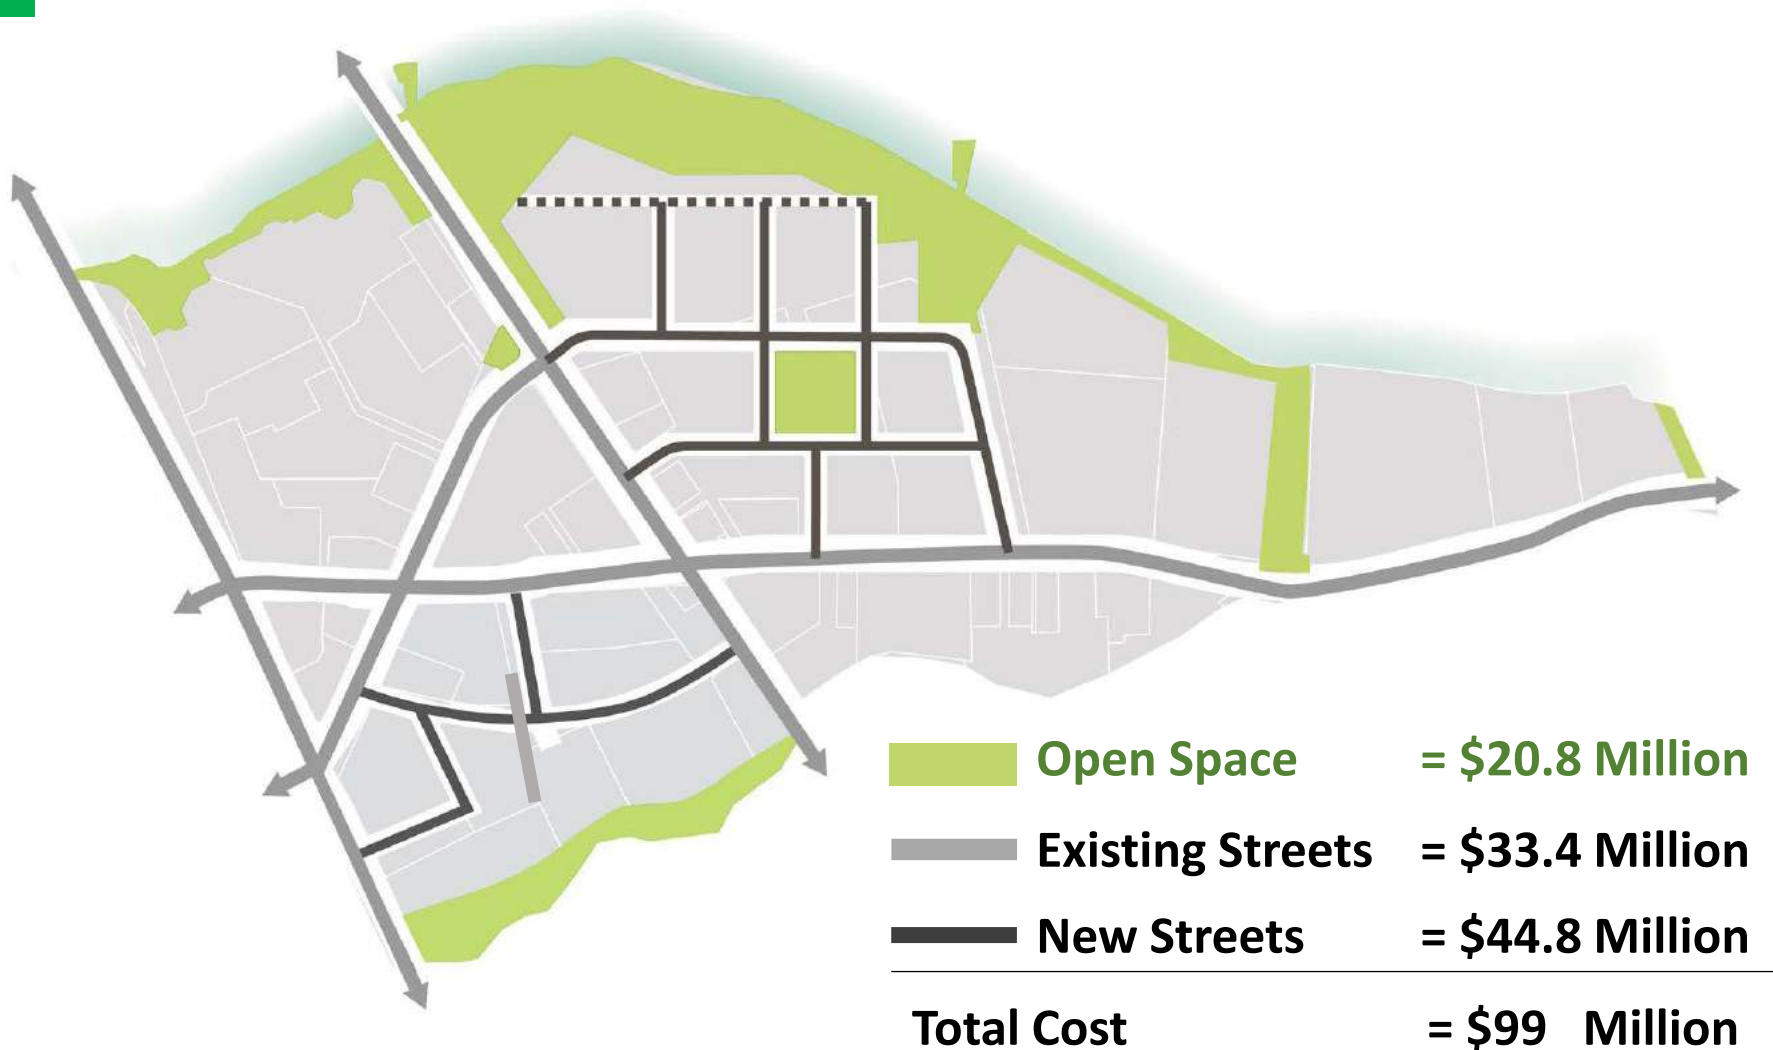 Open Space = $20.8 Million
Existing Streets = $33.4 Million
New Streets = $44.8 Million
Total Cost = $99 Million